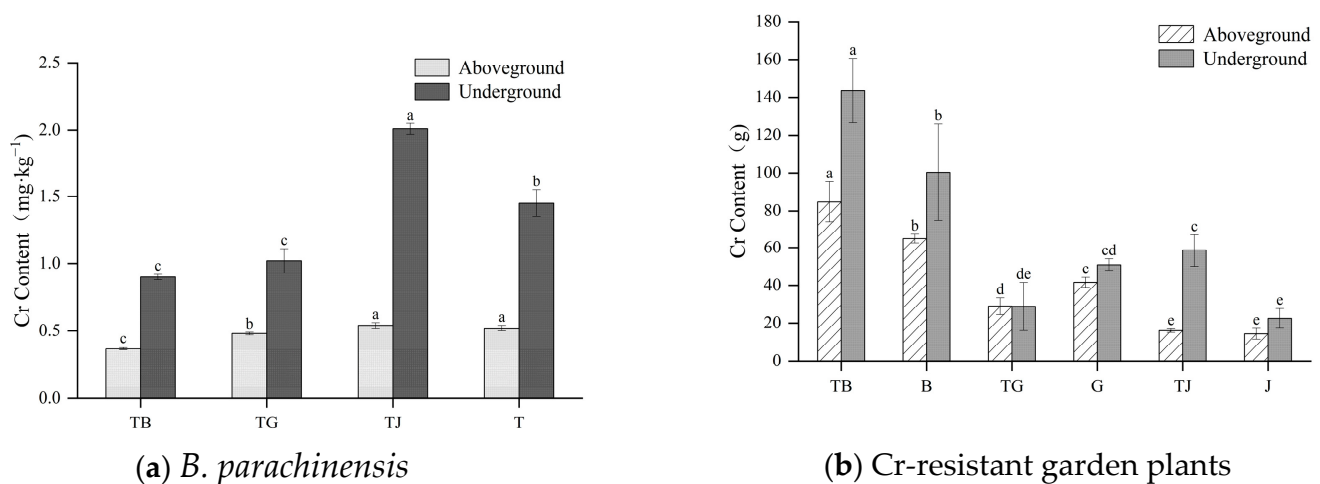 2.5
2.0
1.5
1.0
0.5
0.0
Cr Content（mg·kg⁻¹）
Aboveground
Underground
c
c
b
c
a
a
a
b
TB
TG
TJ
T
(a) B. parachinensis
180
160
140
120
100
80
60
40
20
0
Cr Content（g）
Aboveground
Underground
a
a
b
b
d
de
c
cd
e
c
e
e
TB
B
TG
G
TJ
J
(b) Cr-resistant garden plants